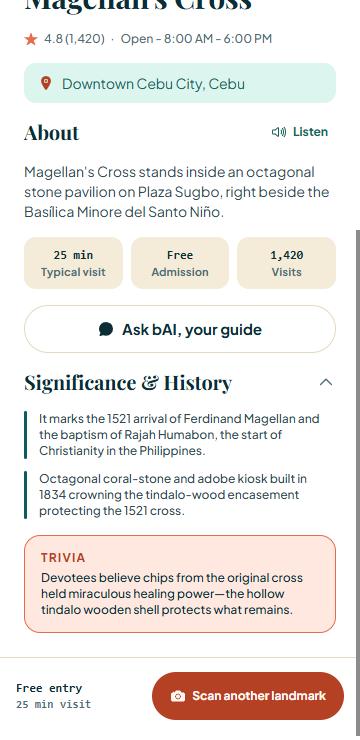 Magellan's Cross
4.8 (1,420) · Open - 8:00 AM - 6:00 PM
Downtown Cebu City, Cebu
About
Listen
Magellan's Cross stands inside an octagonal
stone pavilion on Plaza Sugbo, right beside the
Basílica Minore del Santo Niño.
25 min
Typical visit
Free
Admission
1,420
Visits
Ask bAI, your guide
Significance & History
It marks the 1521 arrival of Ferdinand Magellan and
the baptism of Rajah Humabon, the start of
Christianity in the Philippines.
Octagonal coral-stone and adobe kiosk built in
1834 crowning the tindalo-wood encasement
protecting the 1521 cross.
TRIVIA
Devotees believe chips from the original cross
held miraculous healing power—the hollow
tindalo wooden shell protects what remains.
Free entry
25 min visit
Scan another landmark